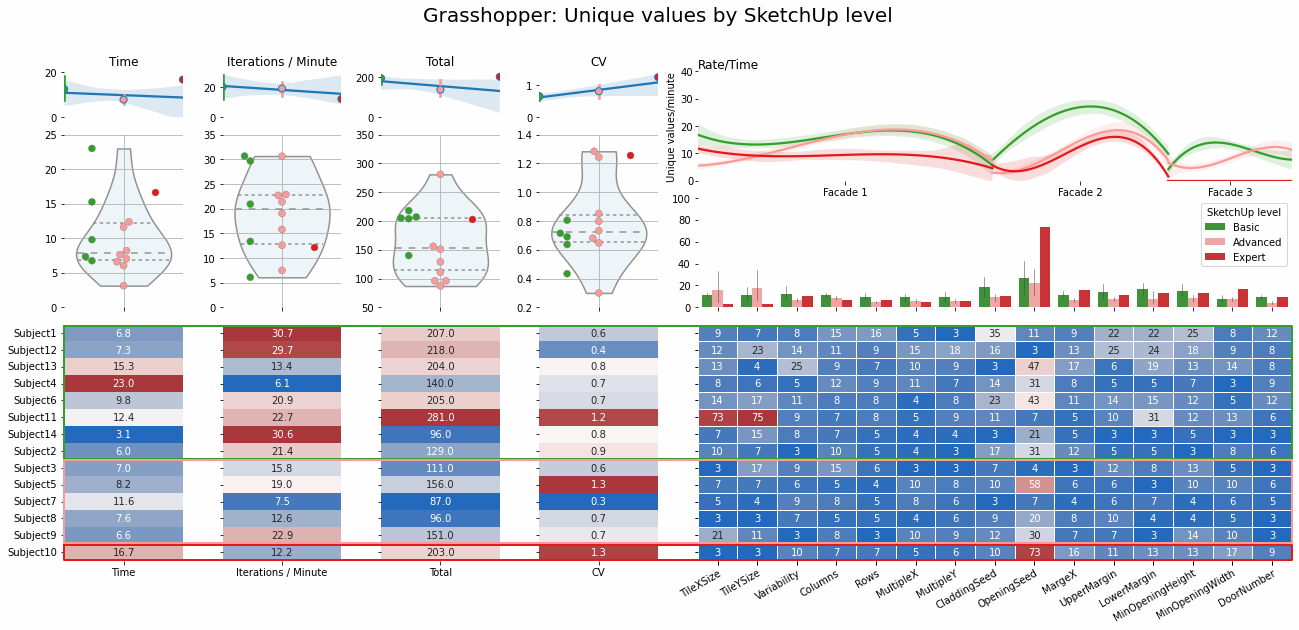 Grasshopper: Unique values by SketchUp level
Time
Iterations / Minute
Total
CV
Rate/Time
20
0
20
0
200
0
1
0
40
30
20
10
0
Unique values/minute
Facade 1
Facade 2
Facade 3
25
20
15
10
5
0
35
30
25
20
15
10
5
0
350
300
250
200
150
100
50
1.4
1.2
1.0
0.8
0.6
0.4
0.2
100
80
60
40
20
0
SketchUp level
Basic
Advanced
Expert
Subject1 6.8 30.7 207.0 0.6 9 7 8 15 16 5 3 35 11 9 22 22 25 8 12
Subject12 7.3 29.7 218.0 0.4 12 23 14 11 9 15 18 16 3 13 25 24 18 9 8
Subject13 15.3 13.4 204.0 0.8 13 4 25 9 7 10 9 3 47 17 6 19 13 14 8
Subject4 23.0 6.1 140.0 0.7 8 6 5 12 9 11 7 14 31 8 5 5 7 3 9
Subject6 9.8 20.9 205.0 0.7 14 17 11 8 8 4 8 23 43 11 14 15 12 5 12
Subject11 12.4 22.7 281.0 1.2 73 75 9 7 8 5 9 11 7 5 10 31 12 13 6
Subject14 3.1 30.6 96.0 0.8 7 15 8 7 5 4 4 3 21 5 3 3 5 3 3
Subject2 6.0 21.4 129.0 0.9 10 7 3 10 5 4 3 17 31 12 5 5 3 8 6
Subject3 7.0 15.8 111.0 0.6 3 17 9 15 6 3 3 7 4 3 12 8 13 5 3
Subject5 8.2 19.0 156.0 1.3 7 7 6 5 4 10 8 10 58 6 6 3 10 10 6
Subject7 11.6 7.5 87.0 0.3 5 4 9 8 5 8 6 3 7 4 6 7 4 6 5
Subject8 7.6 12.6 96.0 0.7 3 3 7 5 5 4 6 9 20 8 10 4 4 5 3
Subject9 6.6 22.9 151.0 0.7 21 11 3 8 3 10 9 12 30 6 7 7 3 14 10 3
Subject10 16.7 12.2 203.0 1.3 3 3 10 7 7 5 6 10 73 16 11 13 13 17 9
Time
Iterations / Minute
Total
CV
TileXSize
TileYSize
Variability
Columns
Rows
MultipleX
MultipleY
CladdingSeed
OpeningSeed
MargeX
UpperMargin
LowerMargin
MinOpeningHeight
MinOpeningWidth
DoorNumber